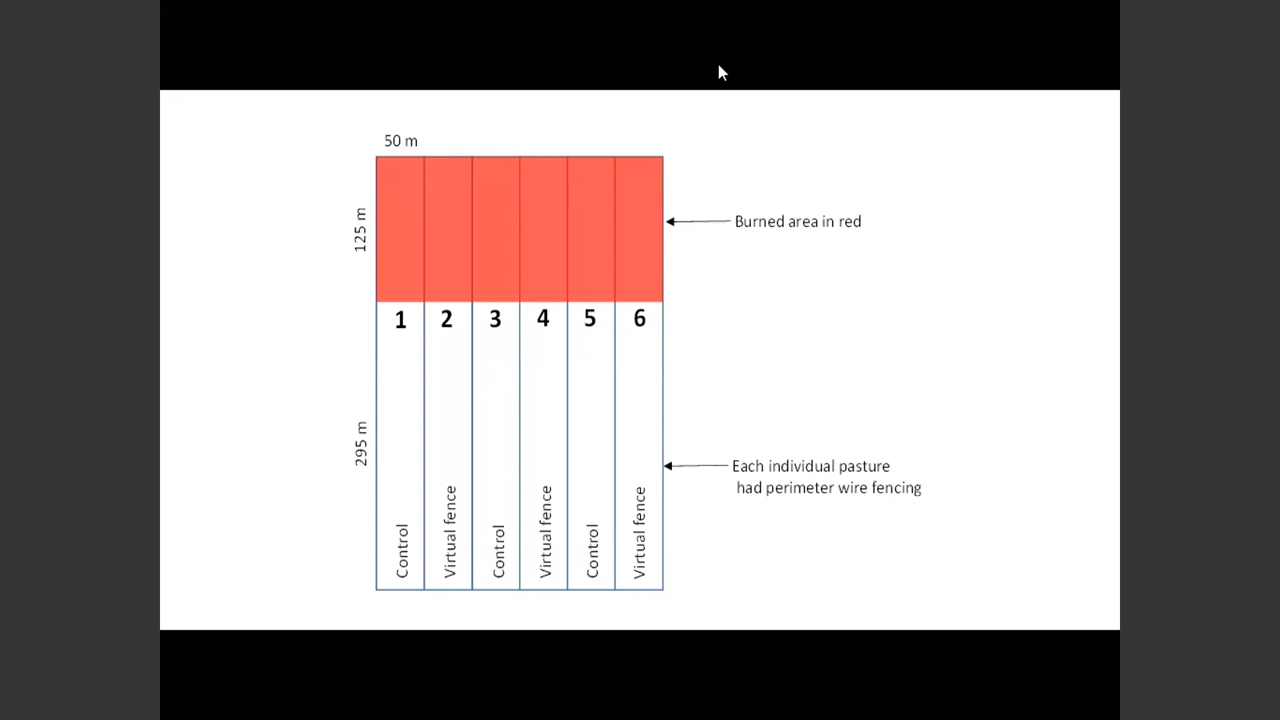 50 m
125 m
Burned area in red
1 2 3 4 5 6
295 m
Each individual pasture
had perimeter wire fencing
Control
Virtual fence
Control
Virtual fence
Control
Virtual fence